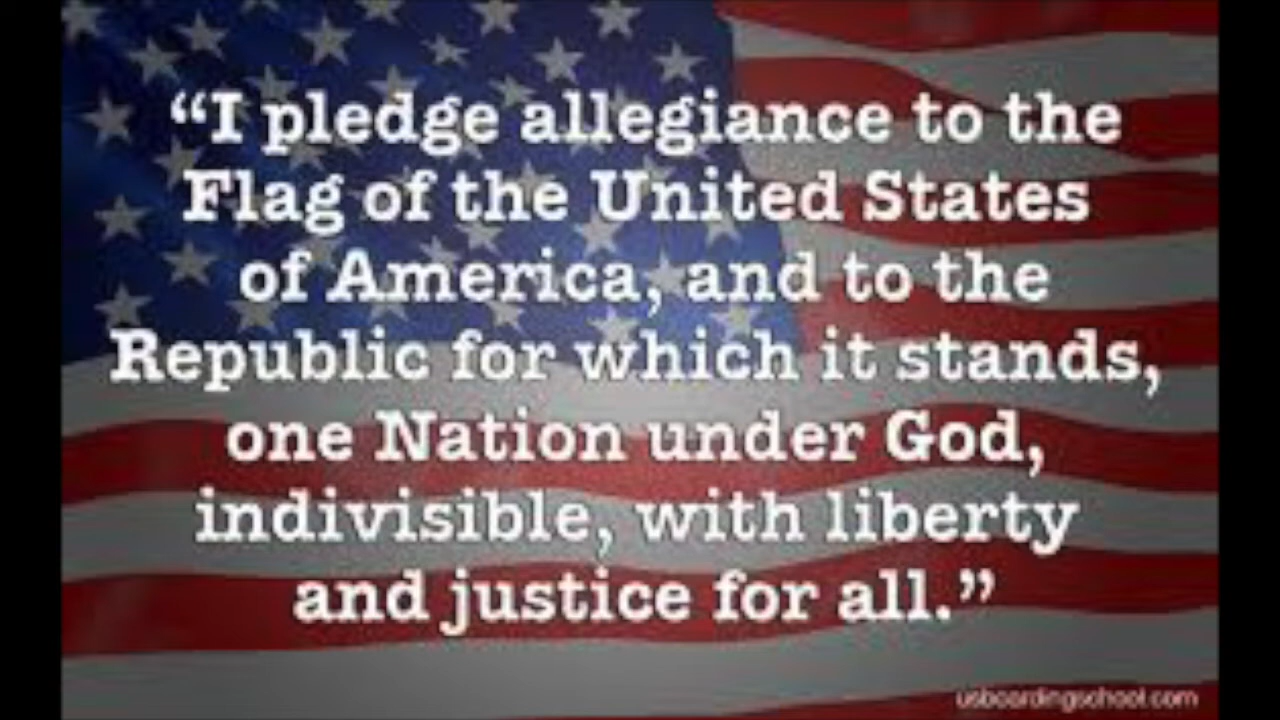 “I pledge allegiance to the
Flag of the United States
of America, and to the
Republic for which it stands,
one Nation under God,
indivisible, with liberty
and justice for all.”
usboardingschool.com